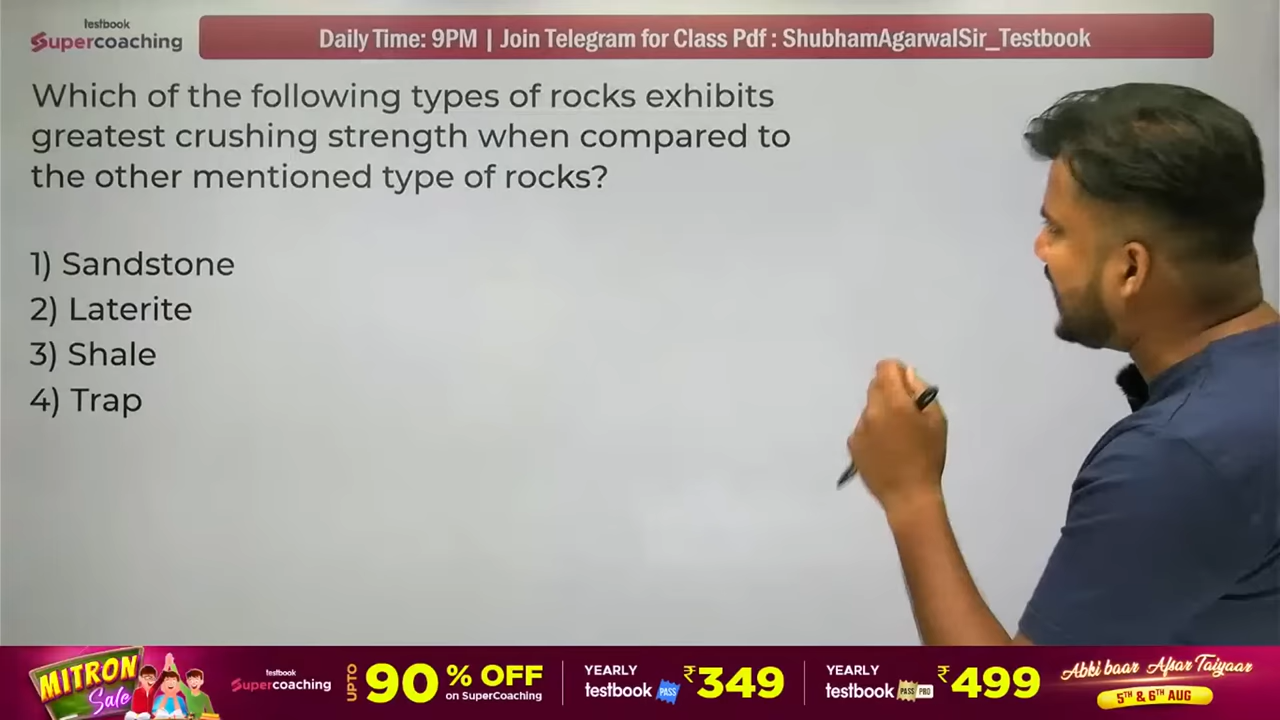 testbook
Supercoaching
Daily Time: 9PM | Join Telegram for Class Pdf : ShubhamAgarwalSir_Testbook
Which of the following types of rocks exhibits
greatest crushing strength when compared to
the other mentioned type of rocks?
1) Sandstone
2) Laterite
3) Shale
4) Trap
MITRON
Sale
testbook
Supercoaching
UPTO 90% OFF
on SuperCoaching
YEARLY
testbook PASS
₹349
YEARLY
testbook PASS PRO
₹499
Abki baar Afsar Taiyaar
5TH & 6TH AUG